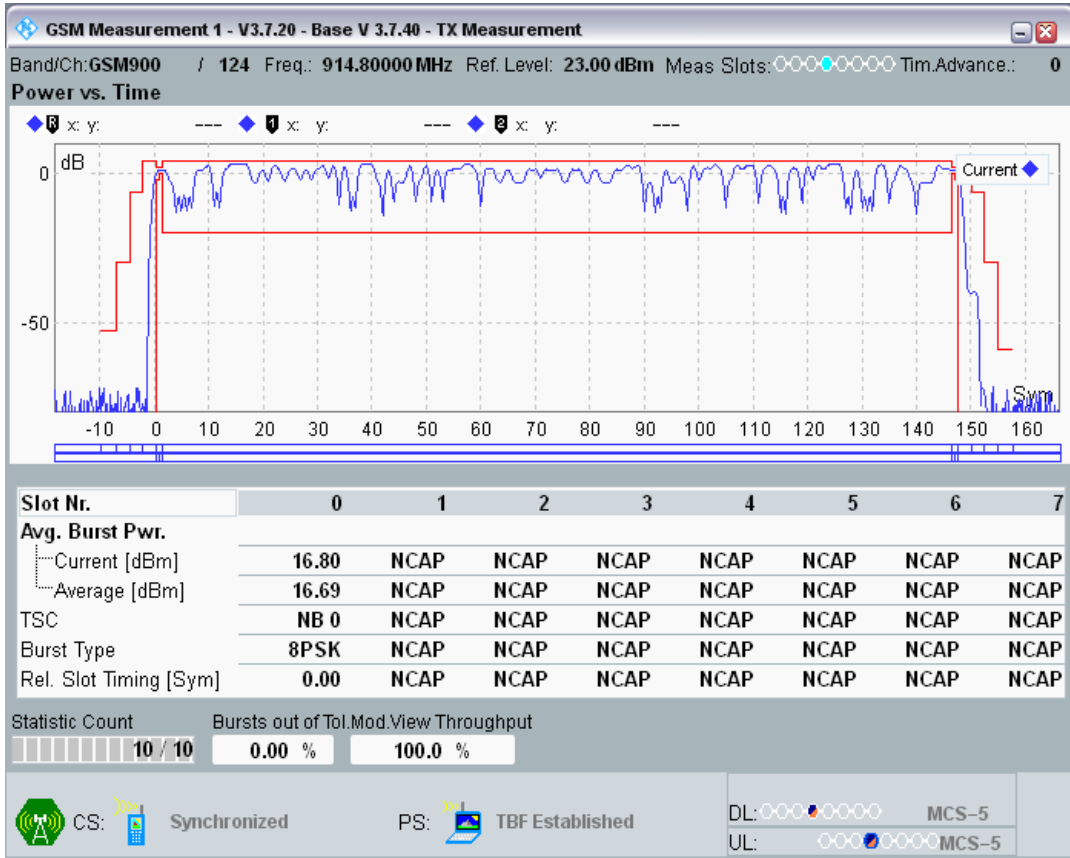 GSM Measurement 1 - V3.7.20 - Base V 3.7.40 - TX Measurement
Band/Ch:GSM900 / 124 Freq.: 914.80000 MHz Ref. Level: 23.00 dBm Meas Slots: Tim.Advance.: 0
Power vs. Time
R x: y: --- 1 x: y: --- 2 x: y: ---
dB
Current
0
-50
Sym
-10 0 10 20 30 40 50 60 70 80 90 100 110 120 130 140 150 160
Slot Nr. 0 1 2 3 4 5 6 7
Avg. Burst Pwr.
Current [dBm] 16.80 NCAP NCAP NCAP NCAP NCAP NCAP NCAP
Average [dBm] 16.69 NCAP NCAP NCAP NCAP NCAP NCAP NCAP
TSC NB 0 NCAP NCAP NCAP NCAP NCAP NCAP NCAP
Burst Type 8PSK NCAP NCAP NCAP NCAP NCAP NCAP NCAP
Rel. Slot Timing [Sym] 0.00 NCAP NCAP NCAP NCAP NCAP NCAP NCAP
Statistic Count Bursts out of Tol.Mod.View Throughput
10 / 10 0.00 % 100.0 %
CS: Synchronized PS: TBF Established
DL: MCS-5
UL: MCS-5